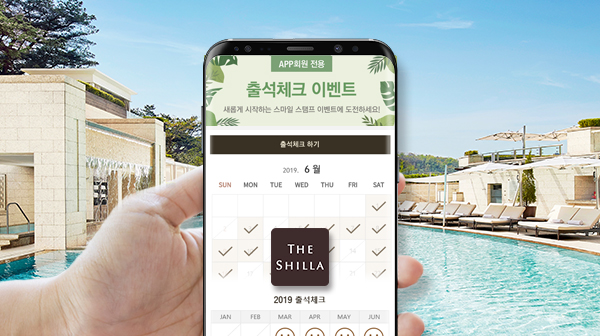 APP회원 전용
출석체크 이벤트
새롭게 시작하는 스마일 스탬프 이벤트에 도전하세요!
출석체크 하기
2019. 6 월
SUN MON TUE WED THU FRI SAT
THE
SHILLA
2019 출석체크
JAN FEB MAR APR MAY JUN